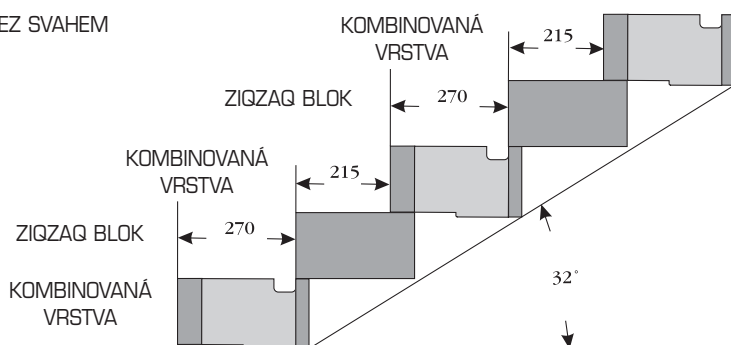 EZ SVAHEM
KOMBINOVANÁ
VRSTVA
215
ZIQZAQ BLOK
270
KOMBINOVANÁ
VRSTVA
215
ZIQZAQ BLOK
270
KOMBINOVANÁ
VRSTVA
32°